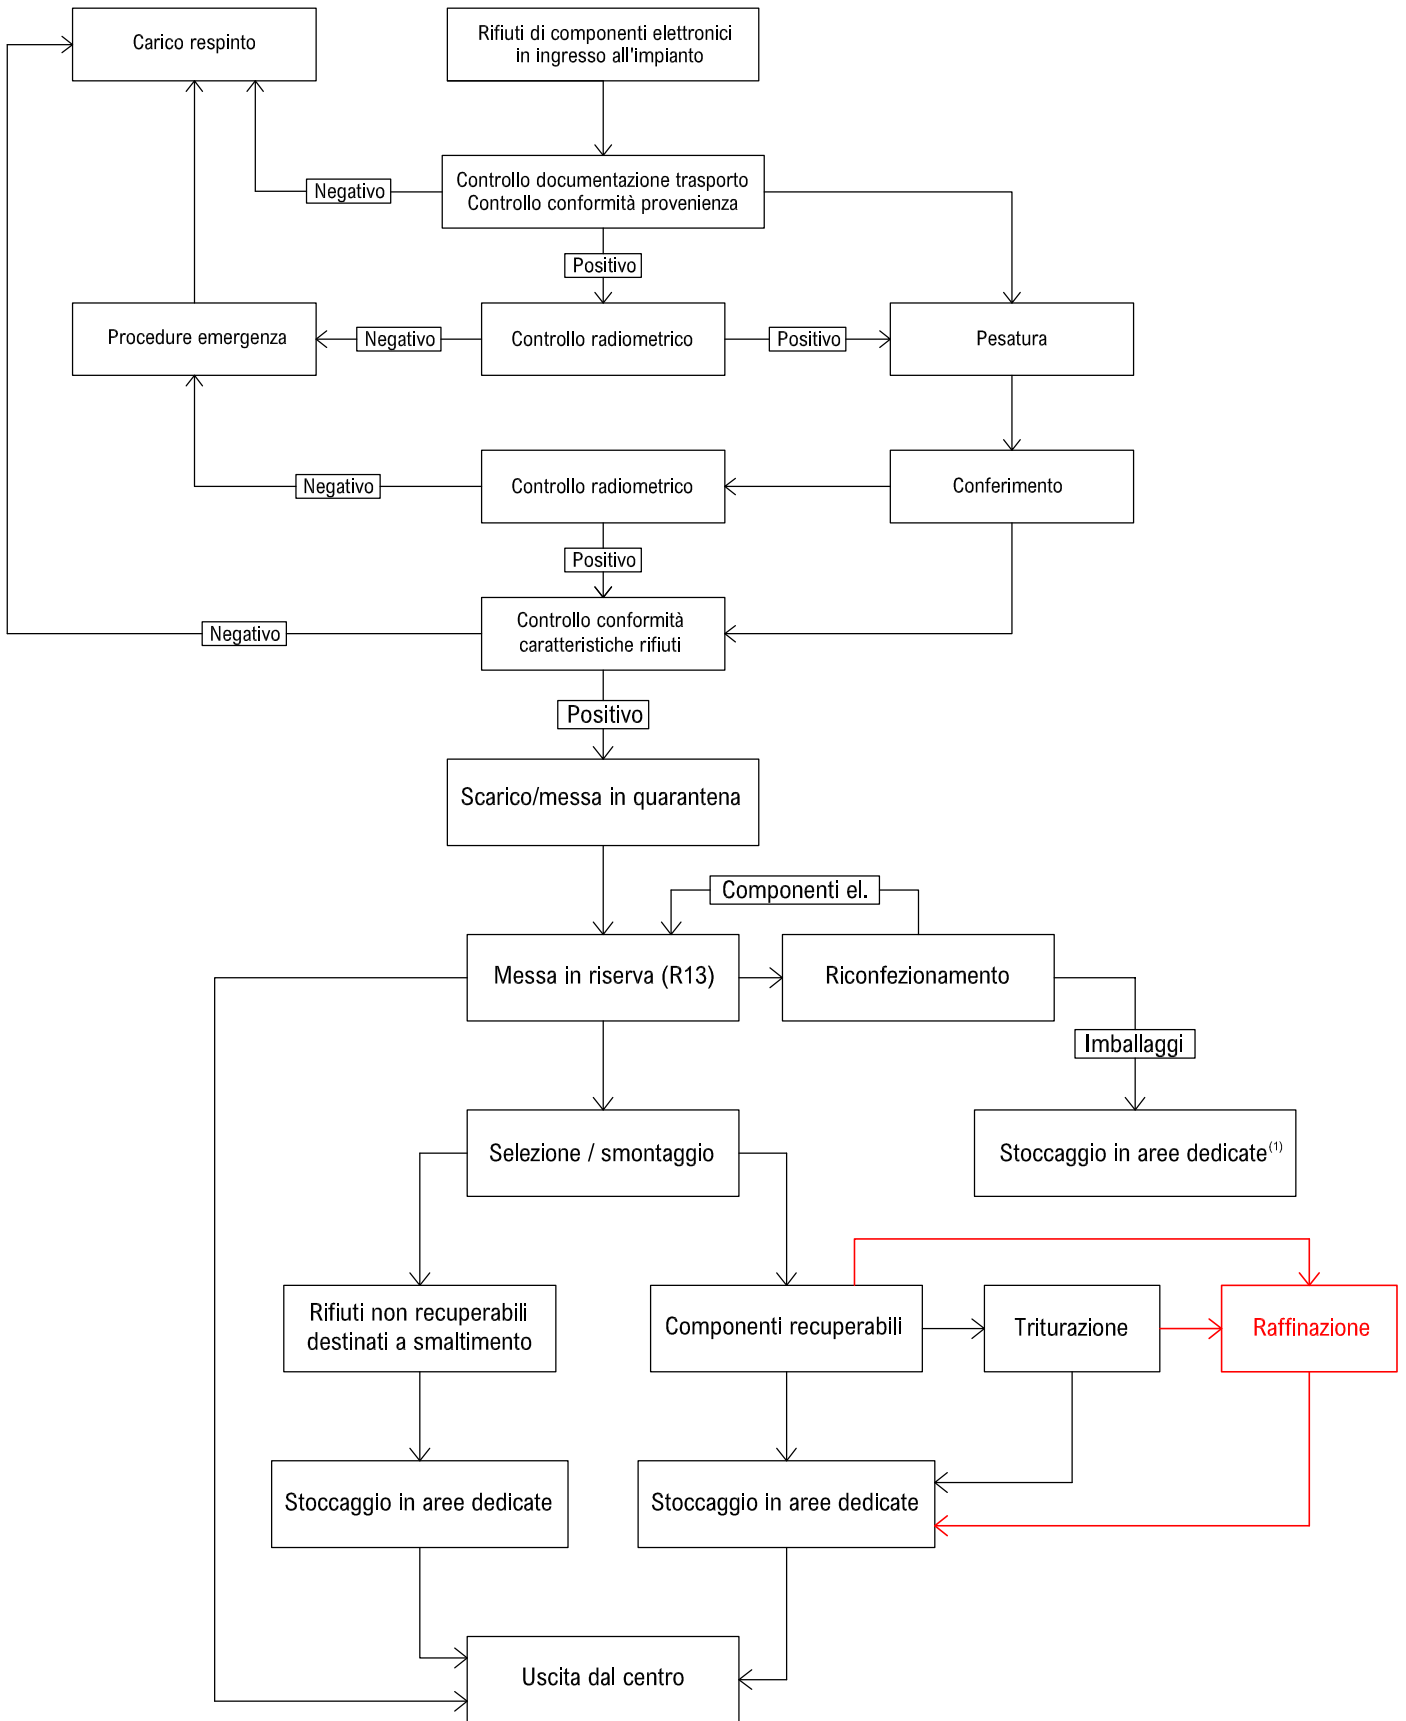 Carico respinto
Rifiuti di componenti elettronici
in ingresso all'impianto
Negativo
Controllo documentazione trasporto
Controllo conformità provenienza
Positivo
Procedure emergenza
Negativo
Controllo radiometrico
Positivo
Pesatura
Negativo
Controllo radiometrico
Conferimento
Positivo
Negativo
Controllo conformità
caratteristiche rifiuti
Positivo
Scarico/messa in quarantena
Componenti el.
Messa in riserva (R13)
Riconfezionamento
Imballaggi
Selezione / smontaggio
Stoccaggio in aree dedicate(1)
Rifiuti non recuperabili
destinati a smaltimento
Componenti recuperabili
Triturazione
Raffinazione
Stoccaggio in aree dedicate
Stoccaggio in aree dedicate
Uscita dal centro